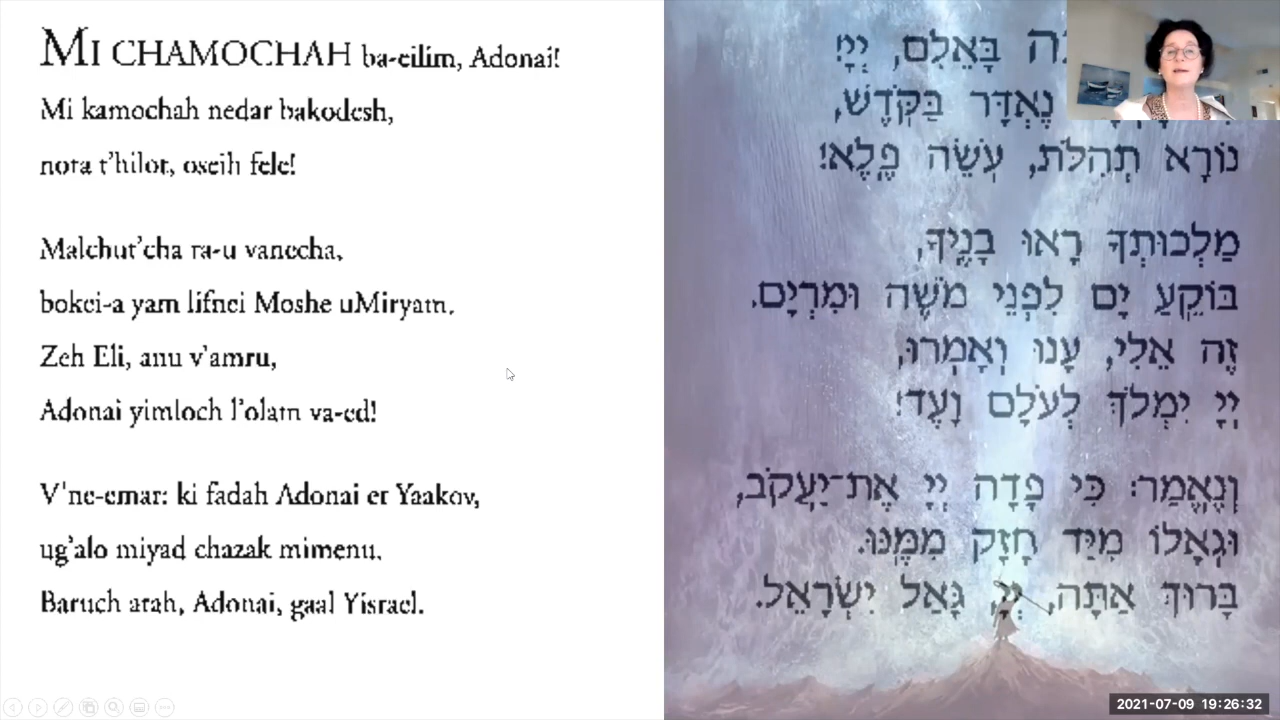 MI CHAMOCHAH ba-eilim, Adonai!
Mi kamochah nedar bakodesh,
nora t'hilot, oseih fele!
Malchut'cha ra-u vanecha,
bokei-a yam lifnei Moshe uMiryam.
Zeh Eli, anu v'amru,
Adonai yimloch l'olam va-ed!
V'ne-emar: ki fadah Adonai et Yaakov,
ug'alo miyad chazak mimenu.
Baruch atah, Adonai, gaal Yisrael.
בָּאֵלִם, יְיָ!
נֶאְדָּר בַּקֹּדֶשׁ,
נוֹרָא תְהִלֹּת, עֹשֵׂה פֶלֶא!
מַלְכוּתְךָ רָאוּ בָנֶיךָ,
בּוֹקֵעַ יָם לִפְנֵי מֹשֶׁה וּמִרְיָם.
זֶה אֵלִי, עָנוּ וְאָמְרוּ,
יְיָ יִמְלֹךְ לְעֹלָם וָעֶד!
וְנֶאֱמַר: כִּי פָדָה יְיָ אֶת־יַעֲקֹב,
וּגְאָלוֹ מִיַּד חָזָק מִמֶּנּוּ.
בָּרוּךְ אַתָּה, יְיָ, גָּאַל יִשְׂרָאֵל.
2021-07-09 19:26:32